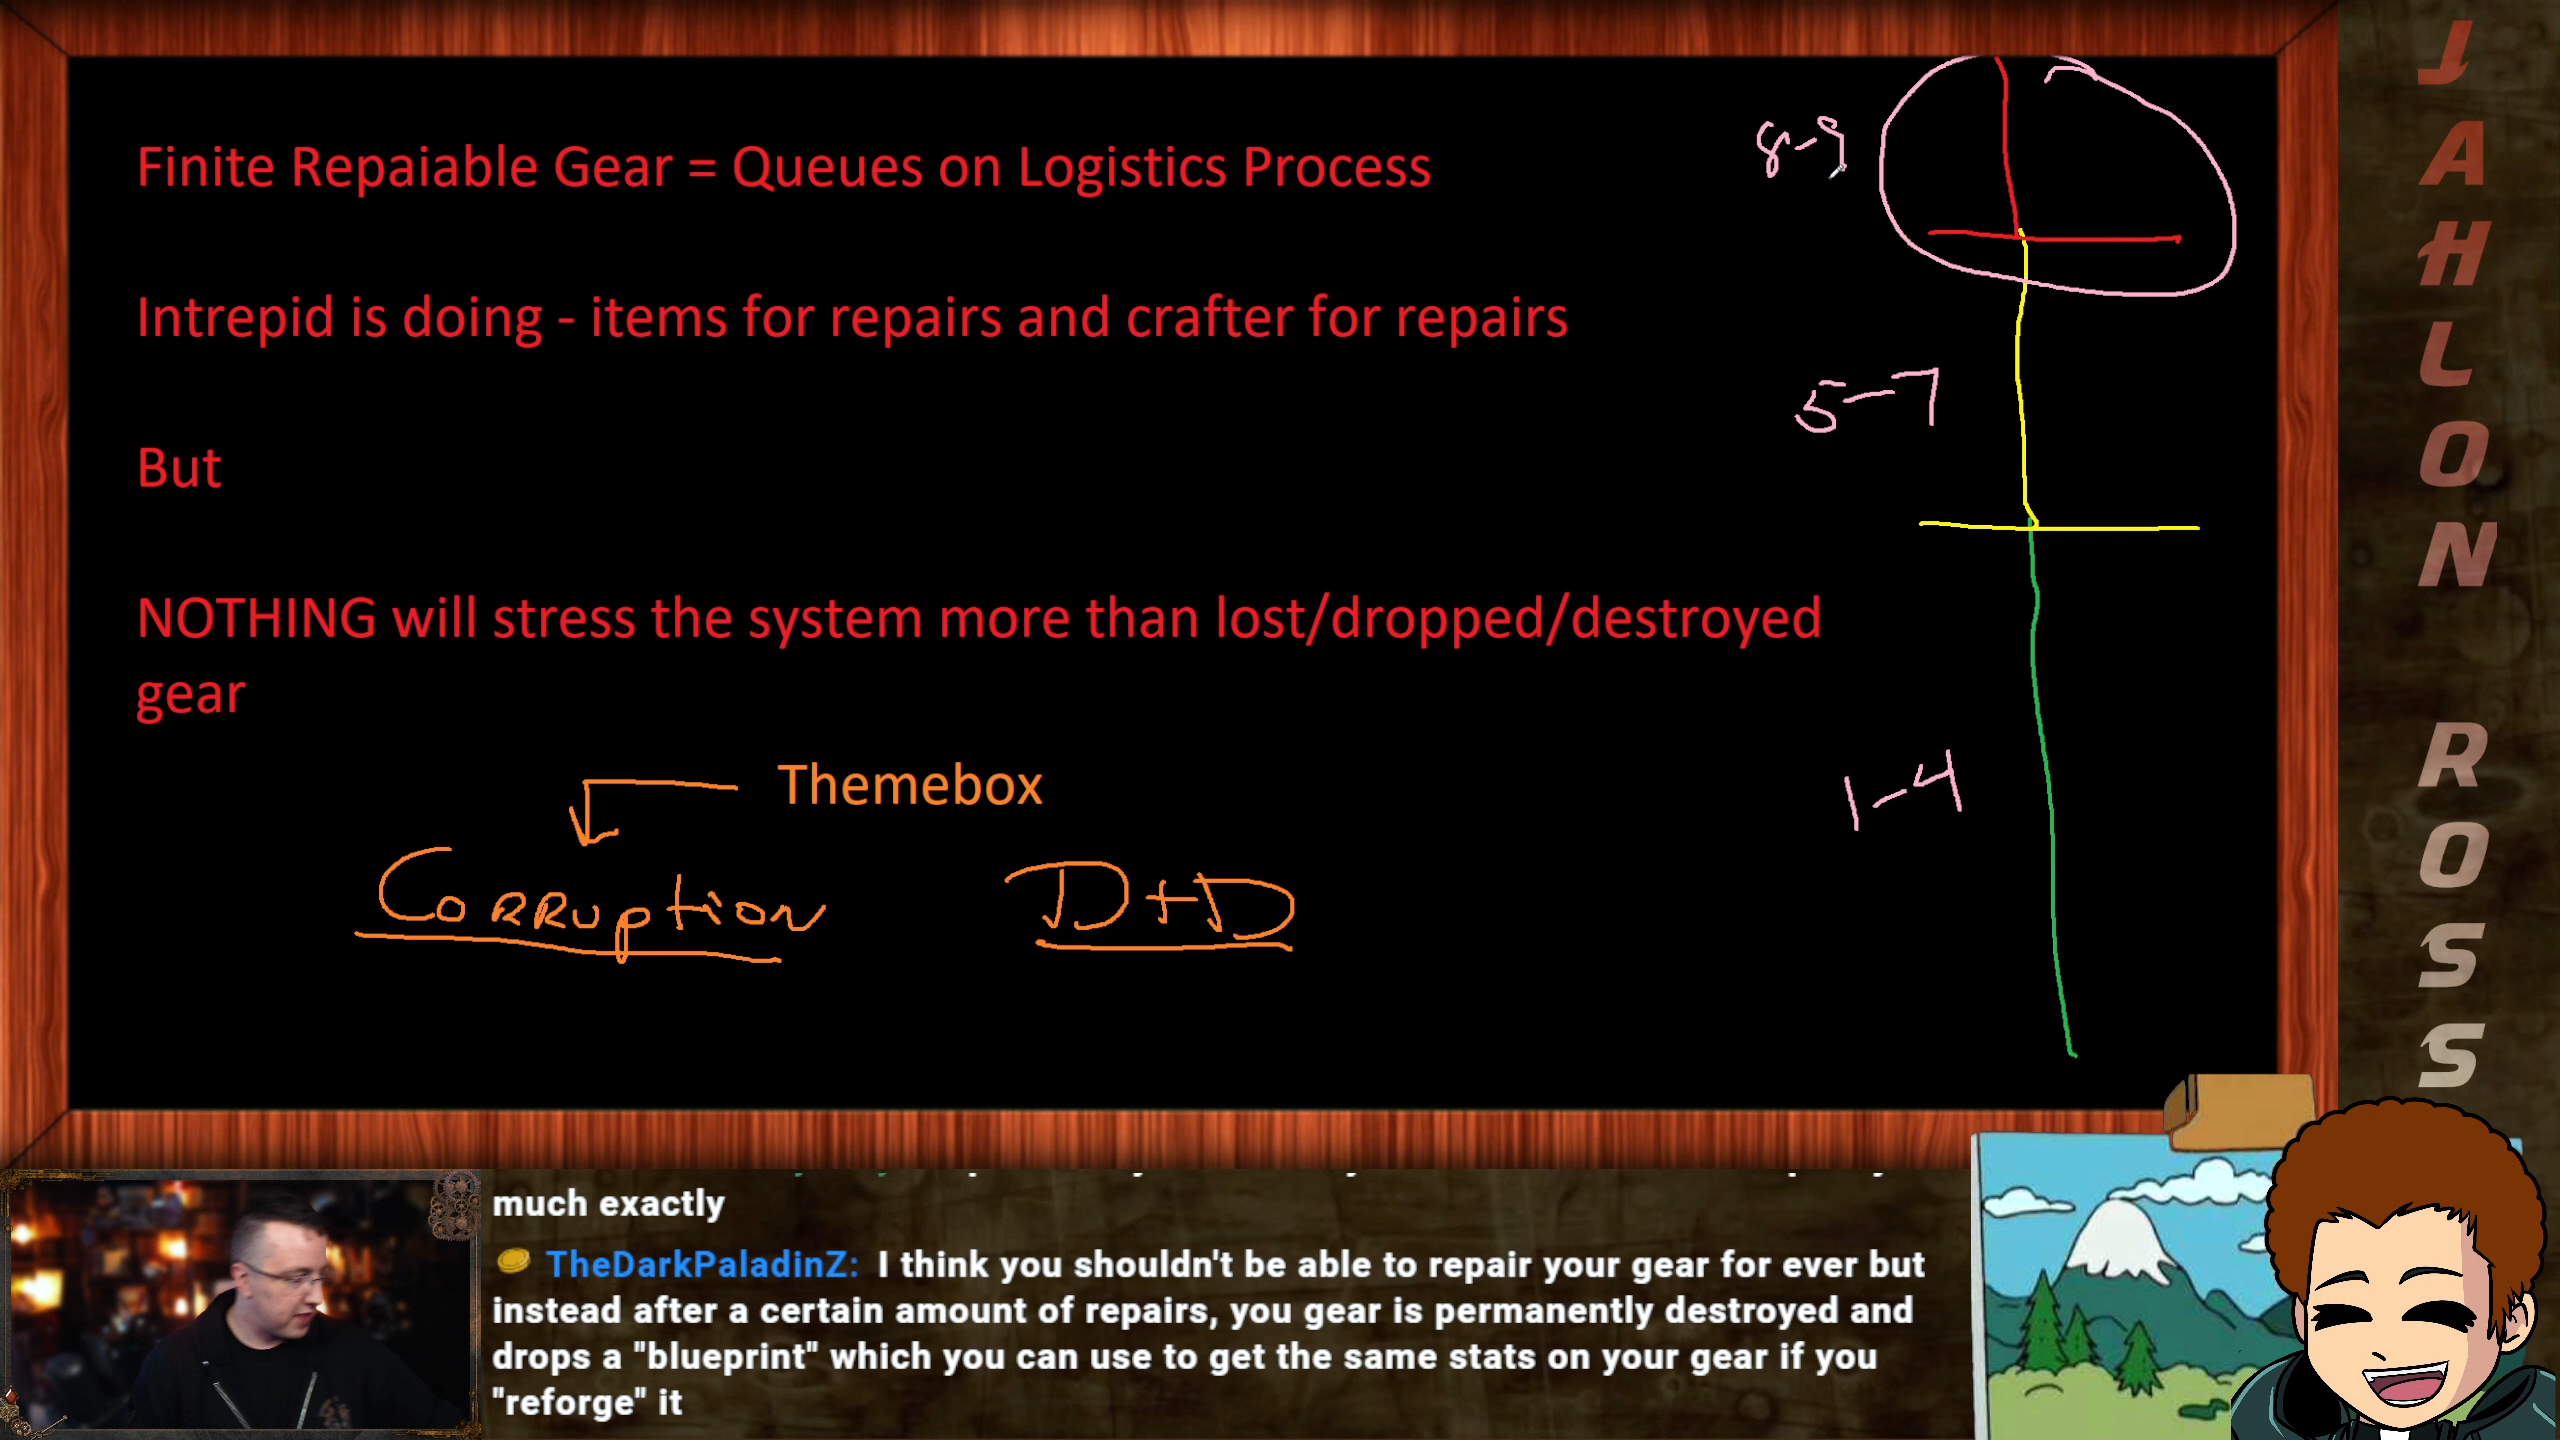 Finite Repaiable Gear = Queues on Logistics Process
8-9
Intrepid is doing - items for repairs and crafter for repairs
5-7
But
NOTHING will stress the system more than lost/dropped/destroyed
gear
Themebox
1-4
Corruption
D+D
JAHLON ROSS
much exactly
TheDarkPaladinZ: I think you shouldn't be able to repair your gear for ever but
instead after a certain amount of repairs, you gear is permanently destroyed and
drops a "blueprint" which you can use to get the same stats on your gear if you
"reforge" it